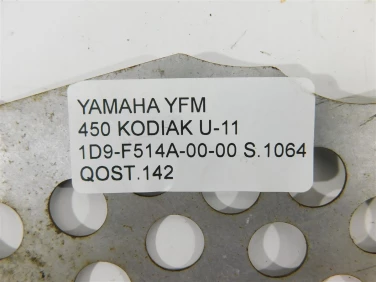 YAMAHA YFM
450 KODIAK U-11
1D9-F514A-00-00 S.1064
QOST.142